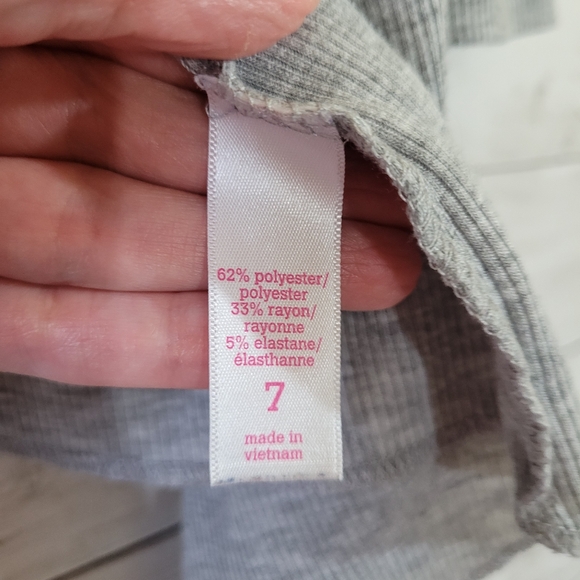 62% polyester/
polyester
33% rayon/
rayonne
5% elastane/
élasthanne
7
made in
vietnam